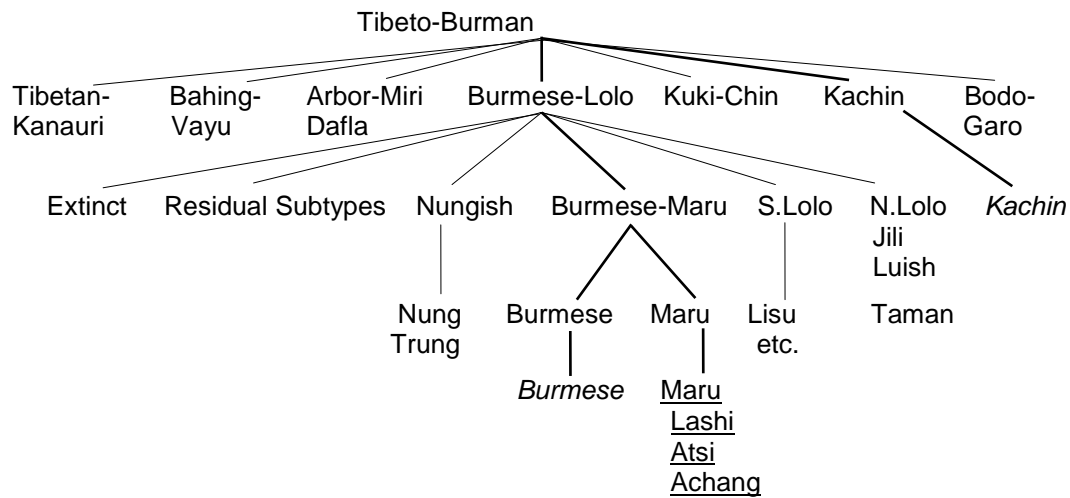 Tibeto-Burman
Tibetan- Bahing- Arbor-Miri Burmese-Lolo Kuki-Chin Kachin Bodo-
Kanauri Vayu Dafla Garo
Extinct Residual Subtypes Nungish Burmese-Maru S.Lolo N.Lolo Kachin
Jili
Luish
Nung Burmese Maru Lisu Taman
Trung etc.
Burmese Maru
Lashi
Atsi
Achang